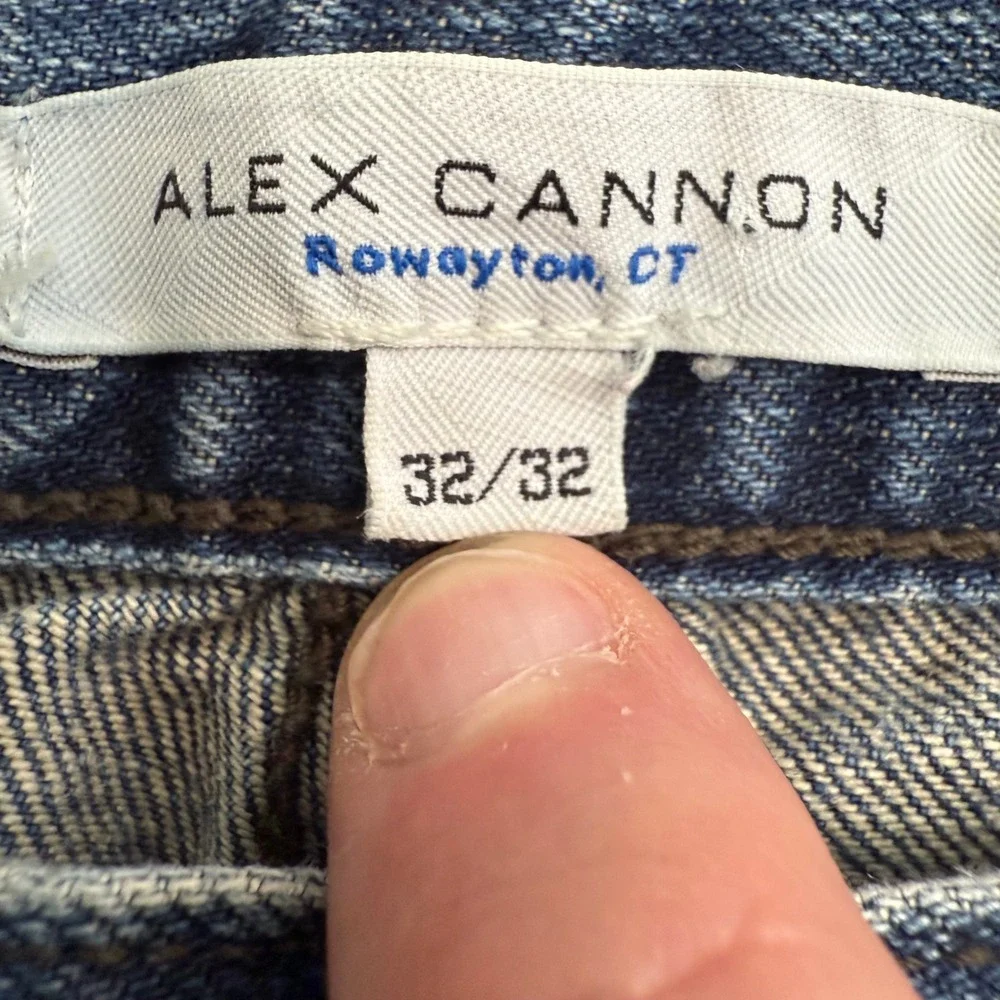 ALEX CANNON
Rowayton, CT
32/32